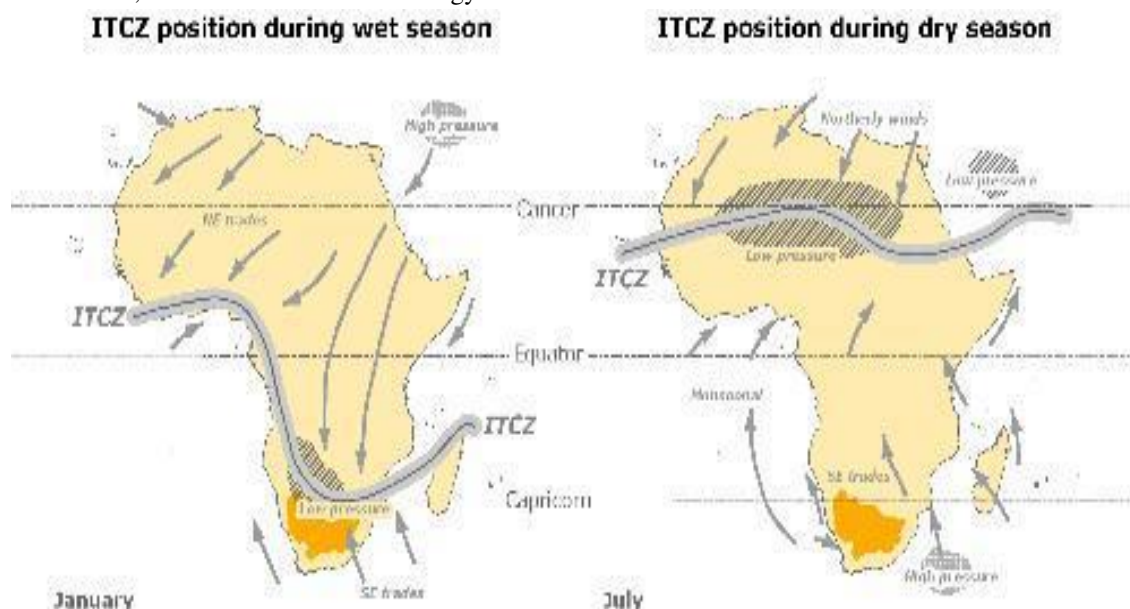 ITCZ position during wet season
ITCZ position during dry season
High pressure
NE trades
ITCZ
ITCZ
Low pressure
SE trades
January
Cancer
Equator
Capricorn
Northerly winds
Low pressure
Low pressure
ITCZ
Monsoonal
SE trades
High pressure
July